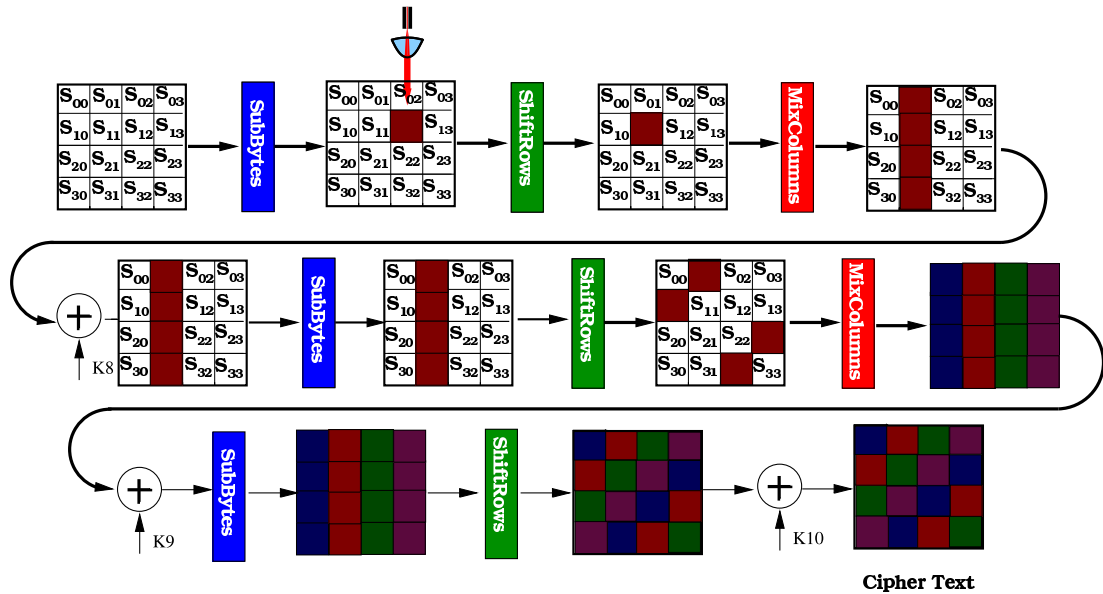 S00 S01 S02 S03
S10 S11 S12 S13
S20 S21 S22 S23
S30 S31 S32 S33
SubBytes
S00 S01 S02 S03
S10 S11 S13
S20 S21 S22 S23
S30 S31 S32 S33
ShiftRows
S00 S01 S02 S03
S10 S12 S13
S20 S21 S22 S23
S30 S31 S32 S33
MixColumns
S00 S02 S03
S10 S12 S13
S20 S22 S23
S30 S32 S33
+
K8
S00 S02 S03
S10 S12 S13
S20 S22 S23
S30 S32 S33
SubBytes
S00 S02 S03
S10 S12 S13
S20 S22 S23
S30 S32 S33
ShiftRows
S00 S02 S03
S11 S12 S13
S20 S21 S22
S30 S31 S33
MixColumns
+
K9
SubBytes
ShiftRows
+
K10
Cipher Text